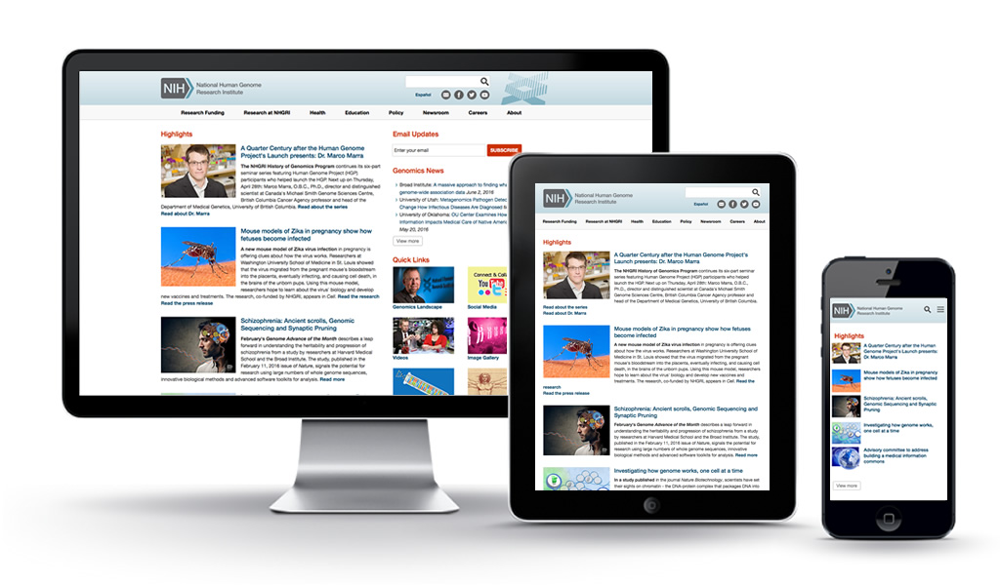 NIH
National Human Genome
Research Institute
Español
Research Funding Research at NHGRI Health Education Policy Newsroom Careers About
Highlights
A Quarter Century after the Human Genome
Project's Launch presents: Dr. Marco Marra
The NHGRI History of Genomics Program continues its six-part
seminar series featuring Human Genome Project (HGP)
participants who helped launch the HGP. Next up on Thursday,
April 28th: Marco Marra, O.B.C., Ph.D., director and distinguished
scientist at Canada's Michael Smith Genome Sciences Centre,
British Columbia Cancer Agency professor and head of the
Department of Medical Genetics, University of British Columbia. Read about the series
Read about Dr. Marra
Mouse models of Zika in pregnancy show how
fetuses become infected
A new mouse model of Zika virus infection in pregnancy is
offering clues about how the virus works. Researchers at
Washington University School of Medicine in St. Louis showed
that the virus migrated from the pregnant mouse's bloodstream
into the placenta, eventually infecting, and causing cell death, in
the brains of the unborn pups. Using this mouse model,
researchers hope to learn about the virus' biology and develop
new vaccines and treatments. The research, co-funded by NHGRI, appears in Cell. Read the research
Read the press release
Schizophrenia: Ancient scrolls, Genomic
Sequencing and Synaptic Pruning
February's Genome Advance of the Month describes a leap
forward in understanding the heritability and progression of
schizophrenia from a study by researchers at Harvard Medical
School and the Broad Institute. The study, published in the
February 11, 2016 issue of Nature, signals the potential for
research using large numbers of whole genome sequences,
innovative biological methods and advanced software toolkits for analysis. Read more
Email Updates
Enter your email SUBSCRIBE
Genomics News
Broad Institute: A massive approach to finding wh
genome-wide association data June 2, 2016
University of Utah: Metagenomics Pathogen Detec
Change How Infectious Diseases Are Diagnosed M
University of Oklahoma: OU Center Examines How
Information Impacts Medical Care of Native Amer
May 20, 2016
View more
Quick Links
Connect & Coll
You
Genomics Landscape Social Media
Videos Image Gallery
NIH
National Human Genome
Research Institute
Español
Research Funding Research at NHGRI Health Education Policy Newsroom Careers About
Highlights
A Quarter Century after the Human Genome Project's
Launch presents: Dr. Marco Marra
The NHGRI History of Genomics Program continues its six-part
seminar series featuring Human Genome Project (HGP) participants who
helped launch the HGP. Next up on Thursday, April 28th: Marco Marra, O.B.C.,
Ph.D., director and distinguished scientist at Canada's Michael Smith
Genome Sciences Centre, British Columbia Cancer Agency professor and
head of the Department of Medical Genetics, University of British Columbia.
Read about the series
Read about Dr. Marra
Mouse models of Zika in pregnancy show how fetuses
become infected
A new mouse model of Zika virus infection in pregnancy is offering clues
about how the virus works. Researchers at Washington University School of
Medicine in St. Louis showed that the virus migrated from the pregnant
mouse's bloodstream into the placenta, eventually infecting, and causing cell
death, in the brains of the unborn pups. Using this mouse model, researchers
hope to learn about the virus' biology and develop new vaccines and
treatments. The research, co-funded by NHGRI, appears in Cell. Read the
research
Read the press release
Schizophrenia: Ancient scrolls, Genomic Sequencing and
Synaptic Pruning
February's Genome Advance of the Month describes a leap forward in
understanding the heritability and progression of schizophrenia from a study
by researchers at Harvard Medical School and the Broad Institute. The study,
published in the February 11, 2016 issue of Nature, signals the potential for
research using large numbers of whole genome sequences, innovative
biological methods and advanced software toolkits for analysis. Read more
Investigating how genome works, one cell at a time
In a study published in the journal Nature Biotechnology, scientists have set
their sights on chromatin - the DNA-protein complex that packages DNA into
NIH
National Human Genome
Research Institute
Highlights
A Quarter Century after the Human
Genome Project's Launch presents: Dr.
Marco Marra
Mouse models of Zika in pregnancy
show how fetuses become infected
Schizophrenia: Ancient scrolls,
Genomic Sequencing and Synaptic
Pruning
Investigating how genome works,
one cell at a time
Advisory committee to address
building a medical information
commons
View more